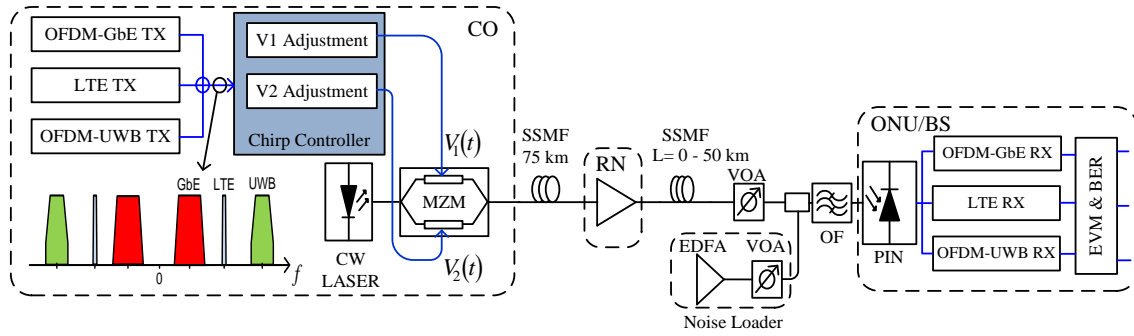 CO
OFDM-GbE TX
LTE TX
OFDM-UWB TX
V1 Adjustment
V2 Adjustment
Chirp Controller
GbE
LTE
UWB
0
f
CW
LASER
V1(t)
MZM
V2(t)
SSMF
75 km
RN
SSMF
L= 0 - 50 km
VOA
EDFA
VOA
Noise Loader
OF
ONU/BS
PIN
OFDM-GbE RX
LTE RX
OFDM-UWB RX
EVM & BER